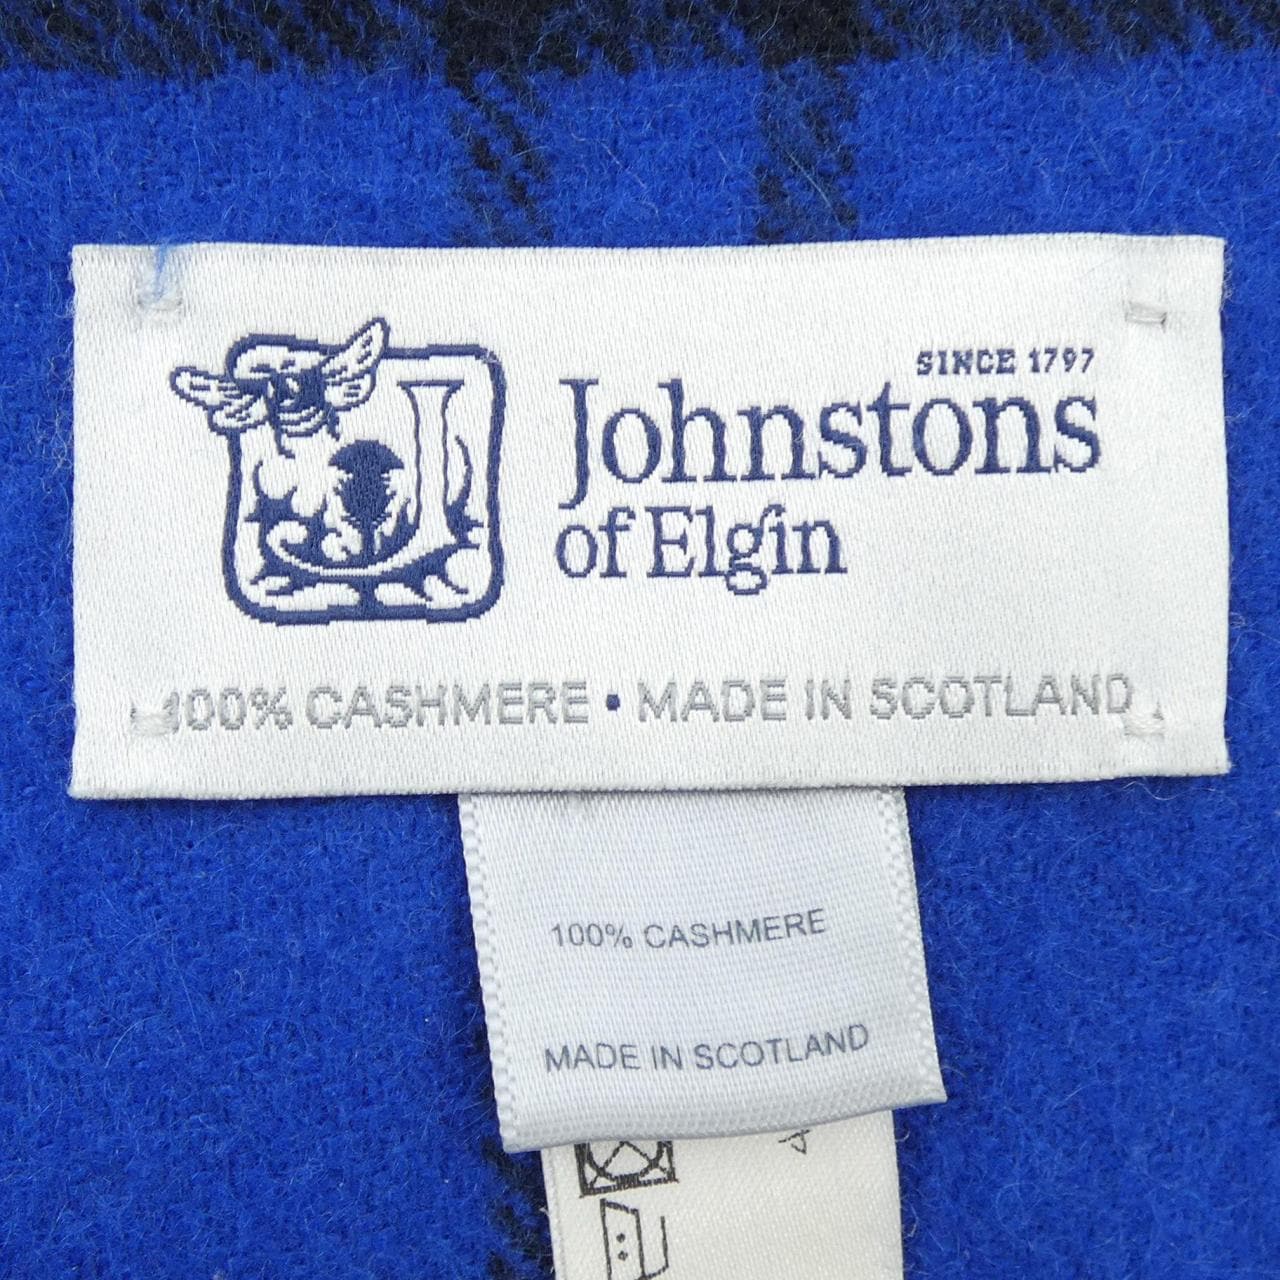 SINCE 1797
Johnstons
of Elgin
100% CASHMERE • MADE IN SCOTLAND
100% CASHMERE
MADE IN SCOTLAND